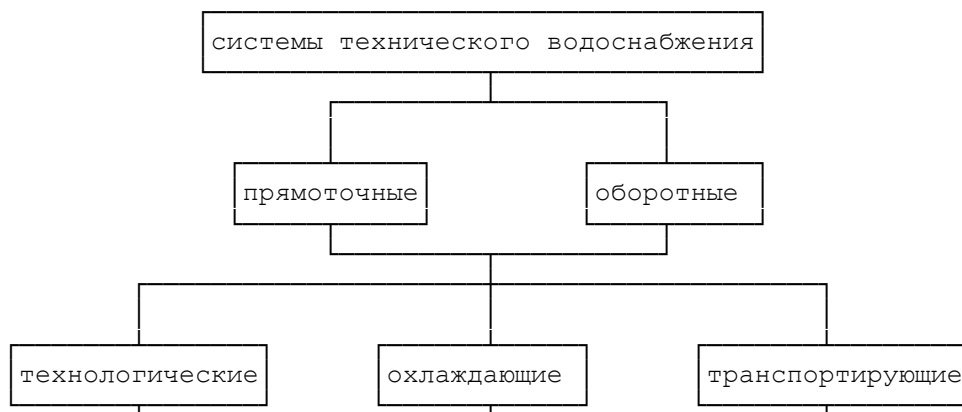 системы технического водоснабжения
прямоточные
оборотные
технологические
охлаждающие
транспортирующие